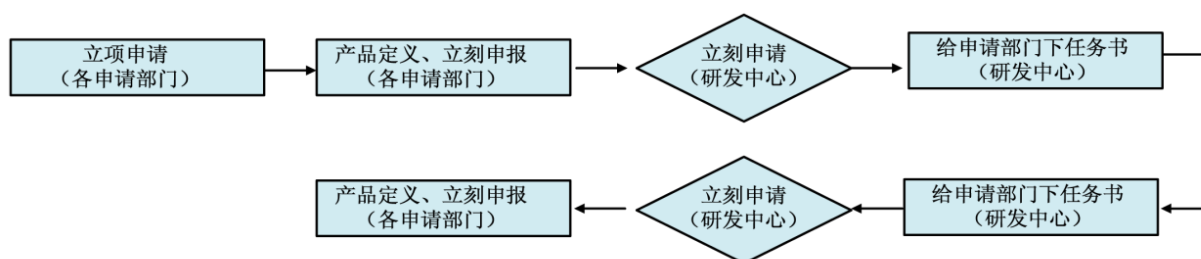 立项申请
（各申请部门）
产品定义、立刻申报
（各申请部门）
立刻申请
（研发中心）
给申请部门下任务书
（研发中心）
产品定义、立刻申报
（各申请部门）
立刻申请
（研发中心）
给申请部门下任务书
（研发中心）